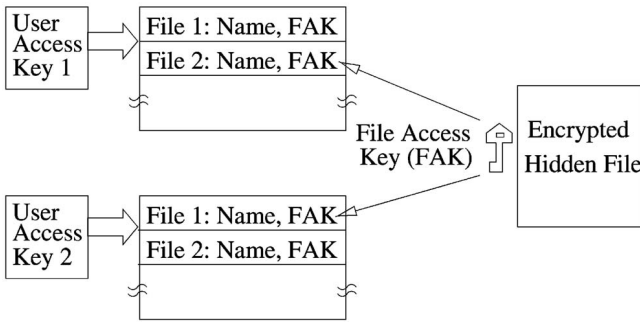 User
Access
Key 1
File 1: Name, FAK
File 2: Name, FAK
File Access
Key (FAK)
Encrypted
Hidden File
User
Access
Key 2
File 1: Name, FAK
File 2: Name, FAK